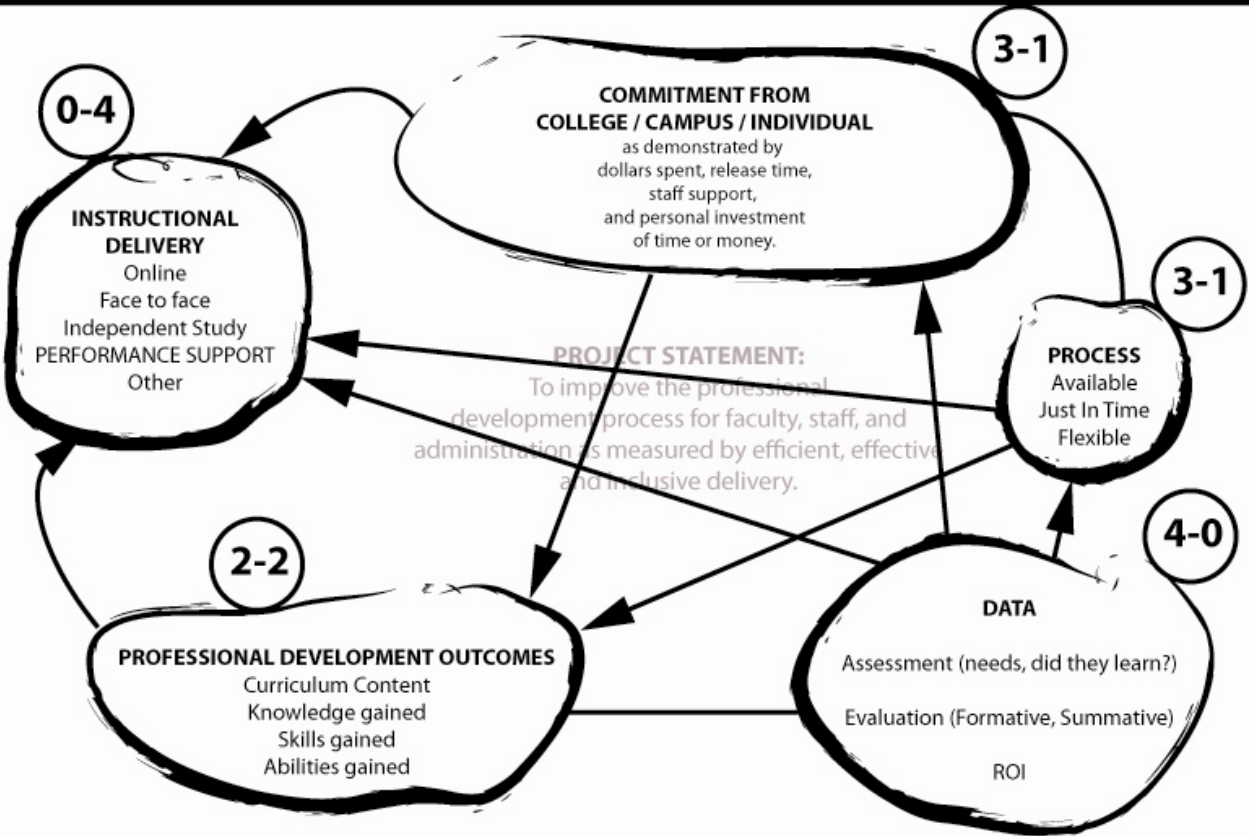 3-1
COMMITMENT FROM
COLLEGE / CAMPUS / INDIVIDUAL
as demonstrated by
dollars spent, release time,
staff support,
and personal investment
of time or money.
0-4
INSTRUCTIONAL
DELIVERY
Online
Face to face
Independent Study
PERFORMANCE SUPPORT
Other
3-1
PROCESS
Available
Just In Time
Flexible
PROJECT STATEMENT:
To improve the professional
development process for faculty, staff, and
administration as measured by efficient, effective
and inclusive delivery.
2-2
PROFESSIONAL DEVELOPMENT OUTCOMES
Curriculum Content
Knowledge gained
Skills gained
Abilities gained
4-0
DATA
Assessment (needs, did they learn?)
Evaluation (Formative, Summative)
ROI